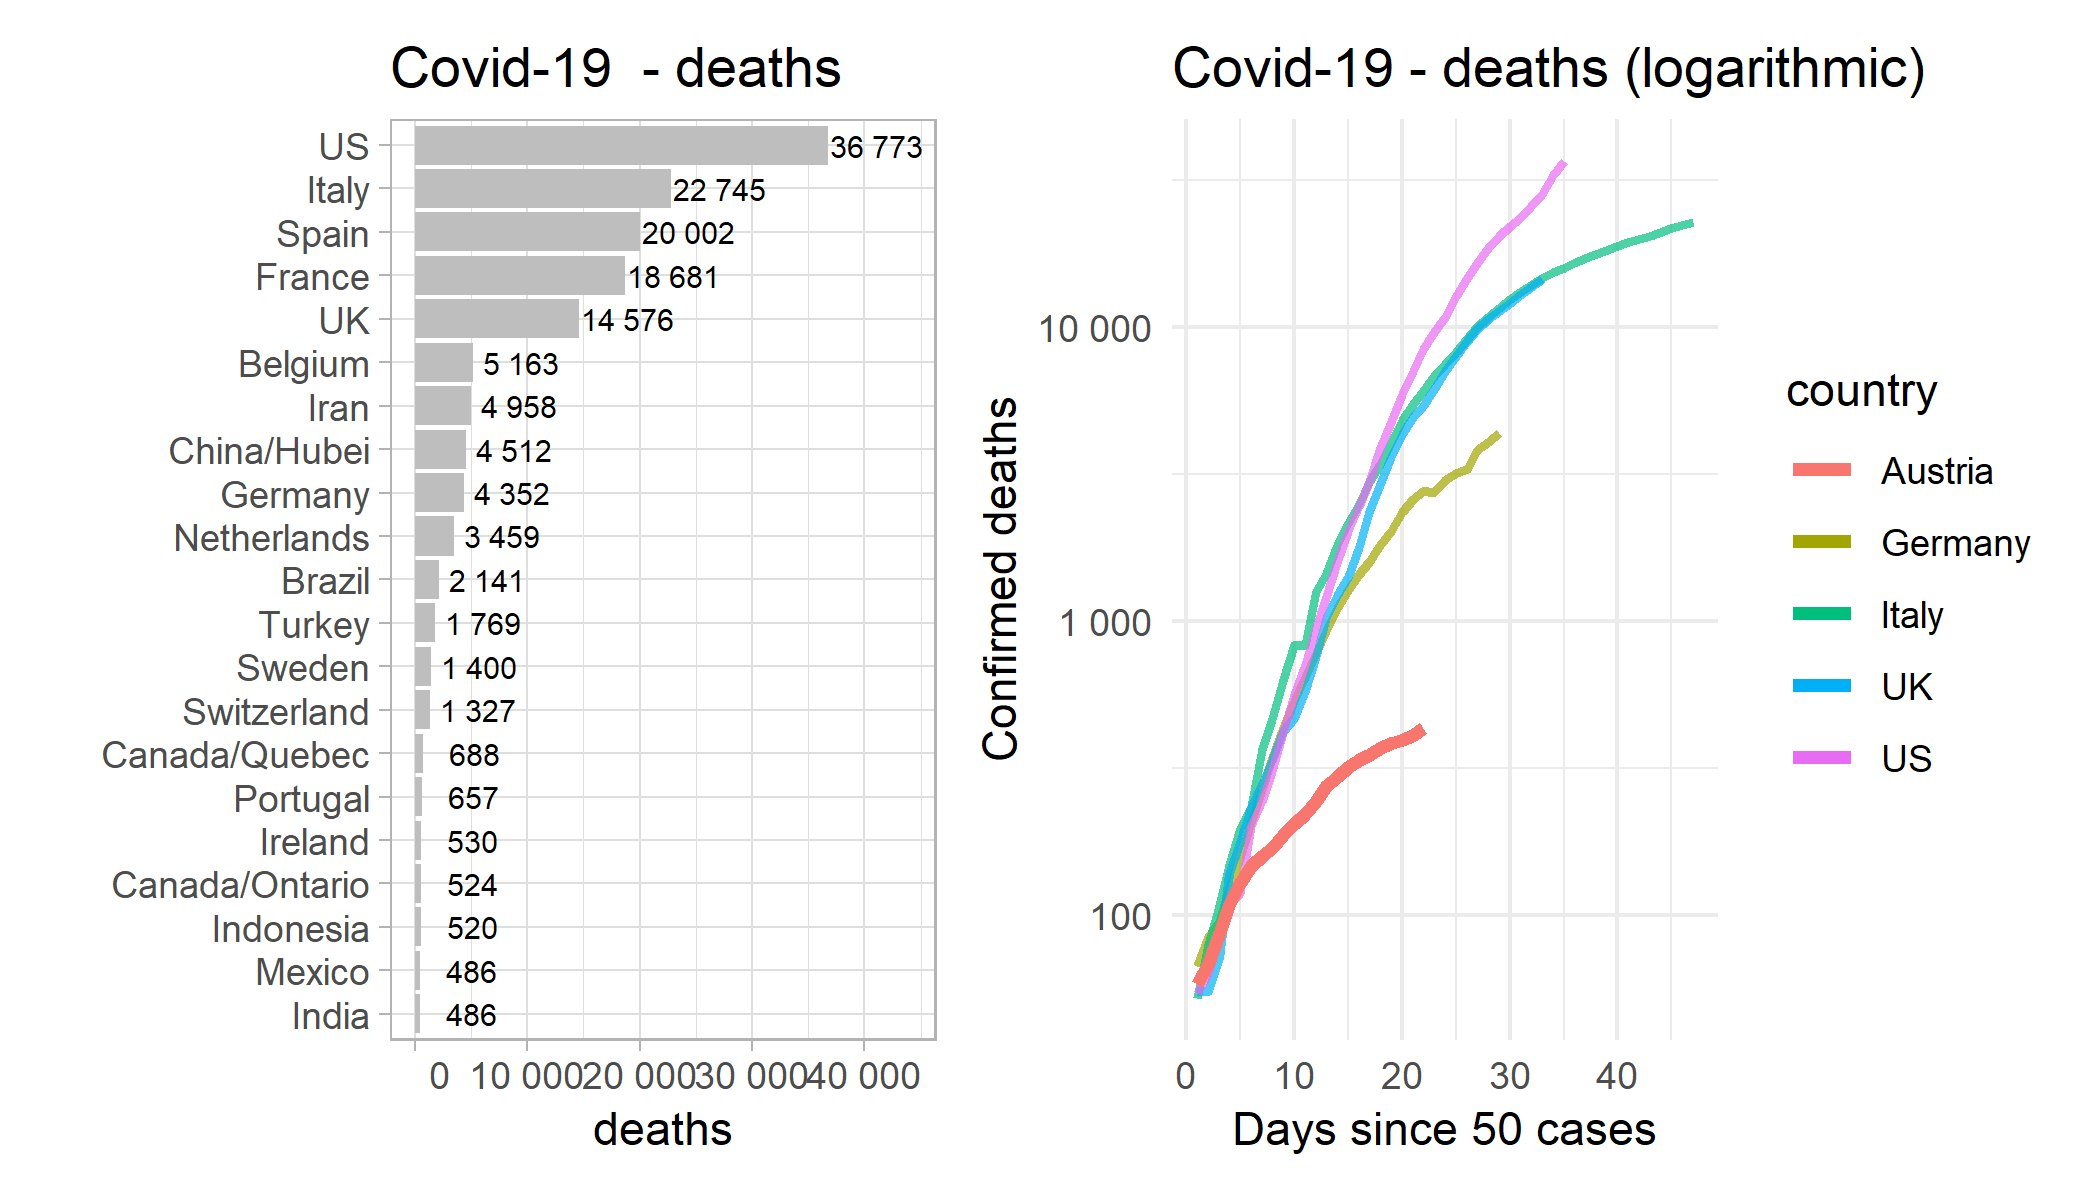 Covid-19  - deaths
US 36 773
Italy 22 745
Spain 20 002
France 18 681
UK 14 576
Belgium 5 163
Iran 4 958
China/Hubei 4 512
Germany 4 352
Netherlands 3 459
Brazil 2 141
Turkey 1 769
Sweden 1 400
Switzerland 1 327
Canada/Quebec 688
Portugal 657
Ireland 530
Canada/Ontario 524
Indonesia 520
Mexico 486
India 486
0 10 000 20 000 30 000 40 000
deaths
Covid-19 - deaths (logarithmic)
Confirmed deaths
10 000
1 000
100
0 10 20 30 40
Days since 50 cases
country
Austria
Germany
Italy
UK
US